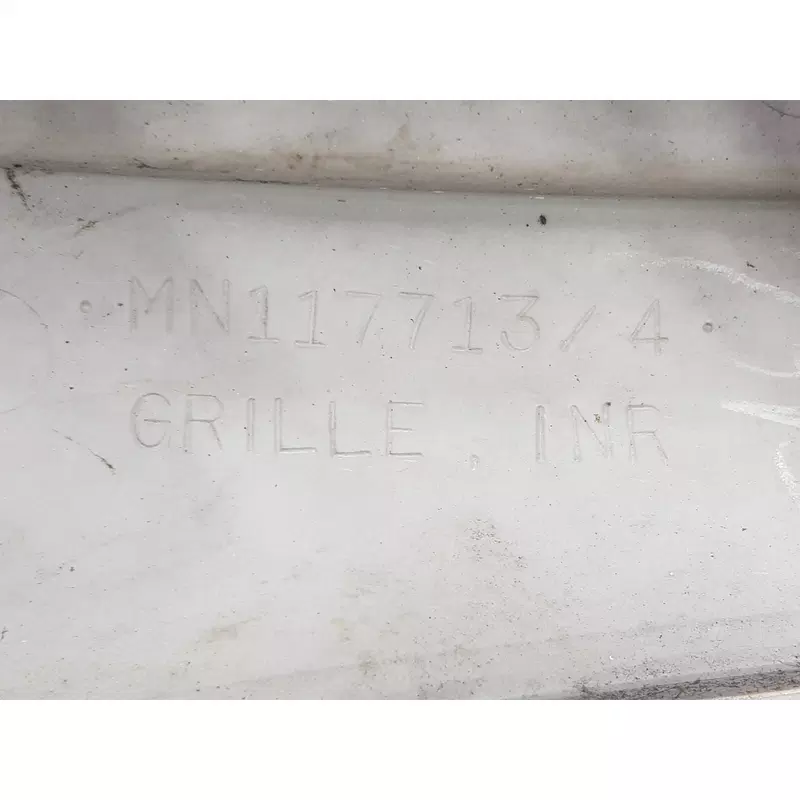 · MN117713/4 ·
GRILLE, INR